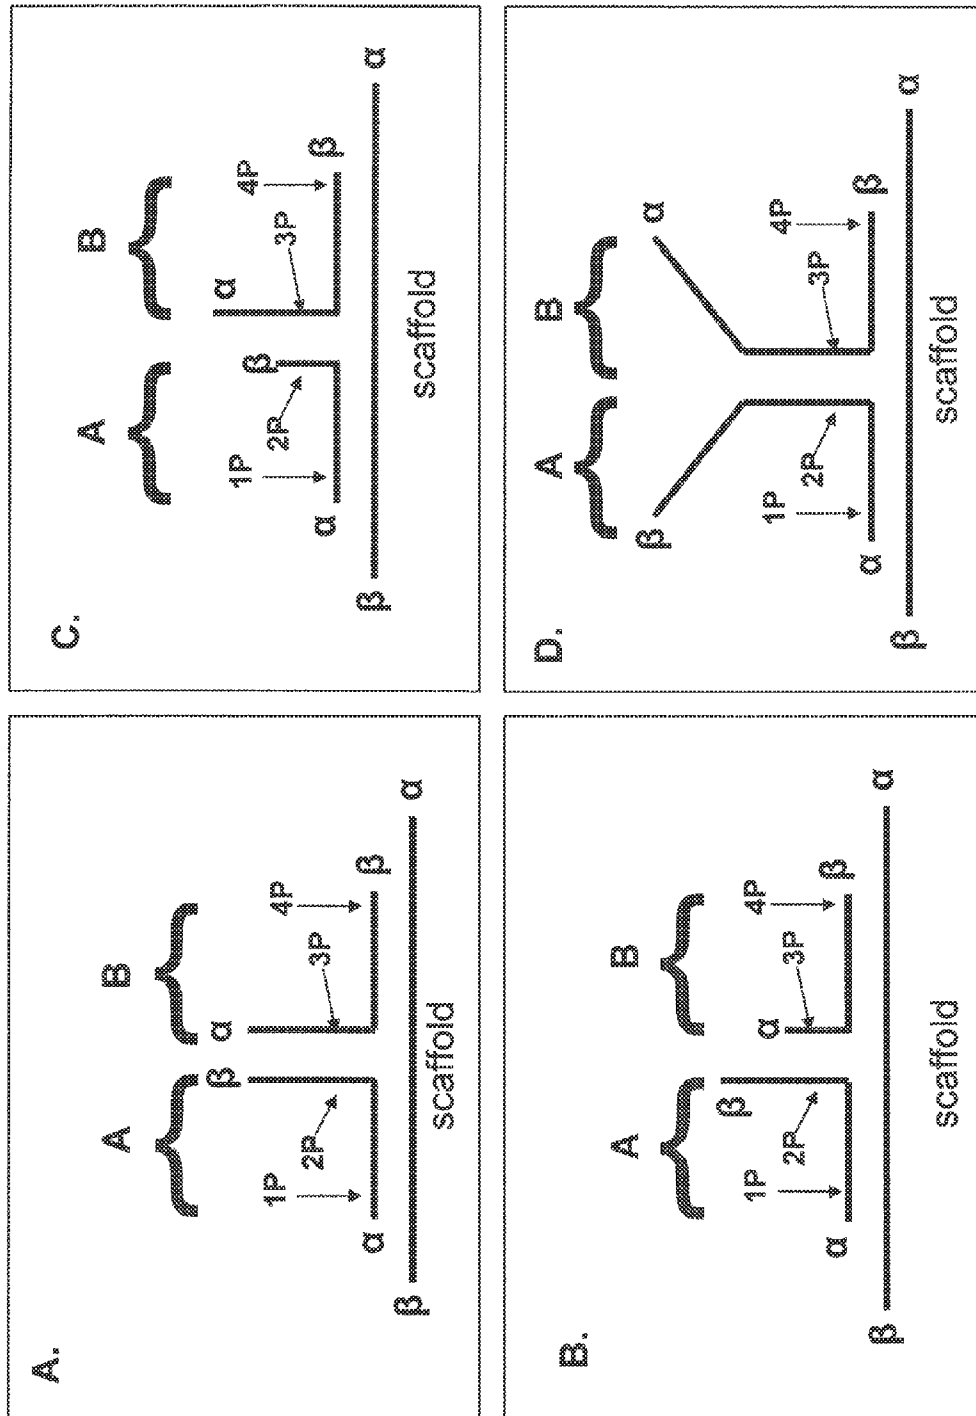 A.
A B
β α
1P 2P 3P 4P
α β
β α
scaffold
B.
A B
β α
1P 2P 3P 4P
α β
β α
scaffold
C.
A B
β α
1P 2P 3P 4P
α β
β α
scaffold
D.
A B
β α
1P 2P 3P 4P
α β
β α
scaffold